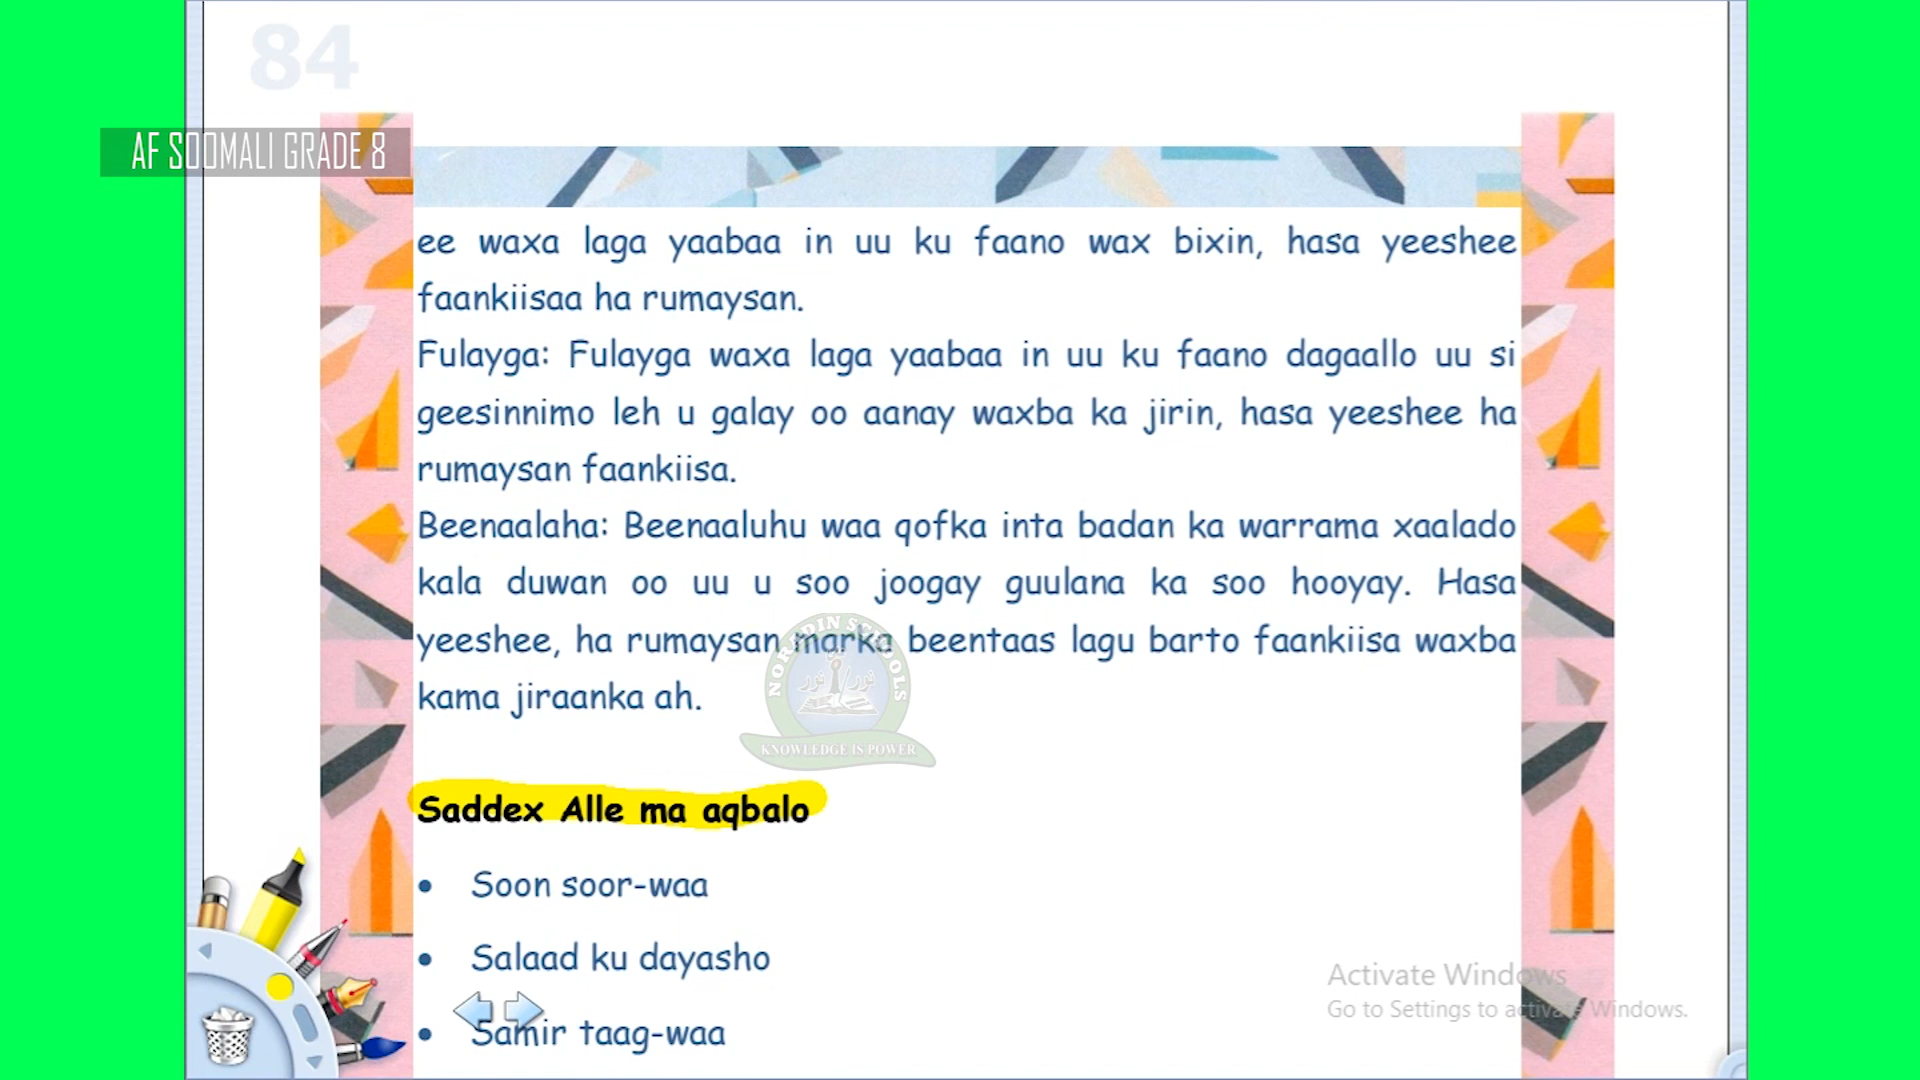 84
AF SOOMALI GRADE 8
ee waxa laga yaabaa in uu ku faano wax bixin, hasa yeeshee
faankiisaa ha rumaysan.
Fulayga: Fulayga waxa laga yaabaa in uu ku faano dagaallo uu si
geesinnimo leh u galay oo aanay waxba ka jirin, hasa yeeshee ha
rumaysan faankiisa.
Beenaalaha: Beenaaluhu waa qofka inta badan ka warrama xaalado
kala duwan oo uu u soo joogay guulana ka soo hooyay. Hasa
yeeshee, ha rumaysan marka beentaas lagu barto faankiisa waxba
kama jiraanka ah.
NORADIN SCHOOLS
نور نور
KNOWLEDGE IS POWER
Saddex Alle ma aqbalo
• Soon soor-waa
• Salaad ku dayasho
• Samir taag-waa
Activate Windows
Go to Settings to activate Windows.